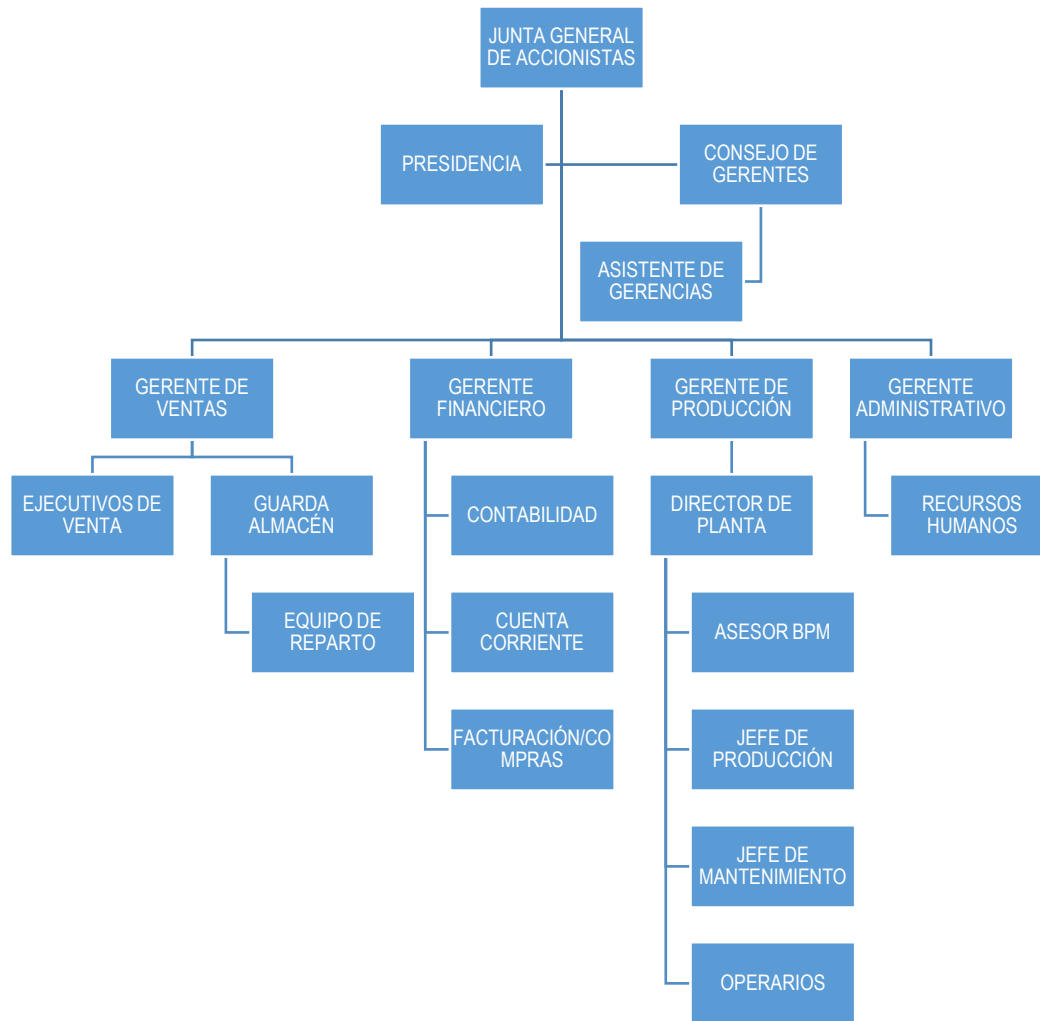 JUNTA GENERAL
DE ACCIONISTAS
PRESIDENCIA
CONSEJO DE
GERENTES
ASISTENTE DE
GERENCIAS
GERENTE DE
VENTAS
GERENTE
FINANCIERO
GERENTE DE
PRODUCCIÓN
GERENTE
ADMINISTRATIVO
EJECUTIVOS DE
VENTA
GUARDA
ALMACÉN
CONTABILIDAD
DIRECTOR DE
PLANTA
RECURSOS
HUMANOS
EQUIPO DE
REPARTO
CUENTA
CORRIENTE
ASESOR BPM
FACTURACIÓN/CO
MPRAS
JEFE DE
PRODUCCIÓN
JEFE DE
MANTENIMIENTO
OPERARIOS